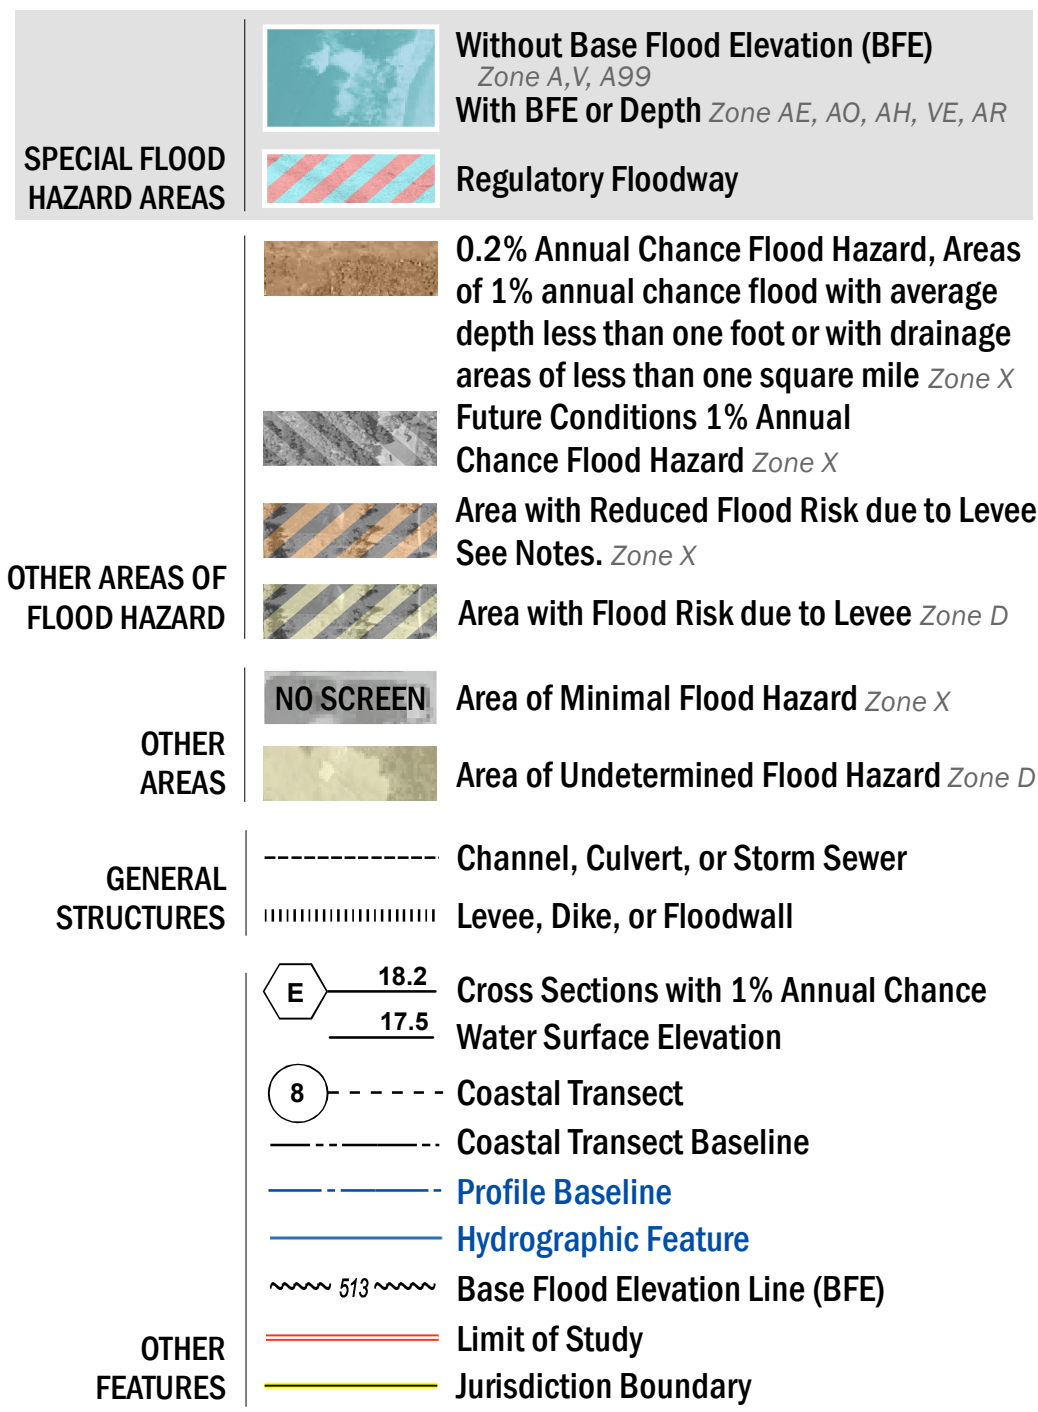 SPECIAL FLOOD
HAZARD AREAS
Without Base Flood Elevation (BFE)
Zone A,V, A99
With BFE or Depth Zone AE, AO, AH, VE, AR
Regulatory Floodway
OTHER AREAS OF
FLOOD HAZARD
0.2% Annual Chance Flood Hazard, Areas
of 1% annual chance flood with average
depth less than one foot or with drainage
areas of less than one square mile Zone X
Future Conditions 1% Annual
Chance Flood Hazard Zone X
Area with Reduced Flood Risk due to Levee
See Notes. Zone X
Area with Flood Risk due to Levee Zone D
OTHER
AREAS
NO SCREEN Area of Minimal Flood Hazard Zone X
Area of Undetermined Flood Hazard Zone D
GENERAL
STRUCTURES
Channel, Culvert, or Storm Sewer
Levee, Dike, or Floodwall
OTHER
FEATURES
E 18.2 Cross Sections with 1% Annual Chance
17.5 Water Surface Elevation
8 Coastal Transect
Coastal Transect Baseline
Profile Baseline
Hydrographic Feature
513 Base Flood Elevation Line (BFE)
Limit of Study
Jurisdiction Boundary